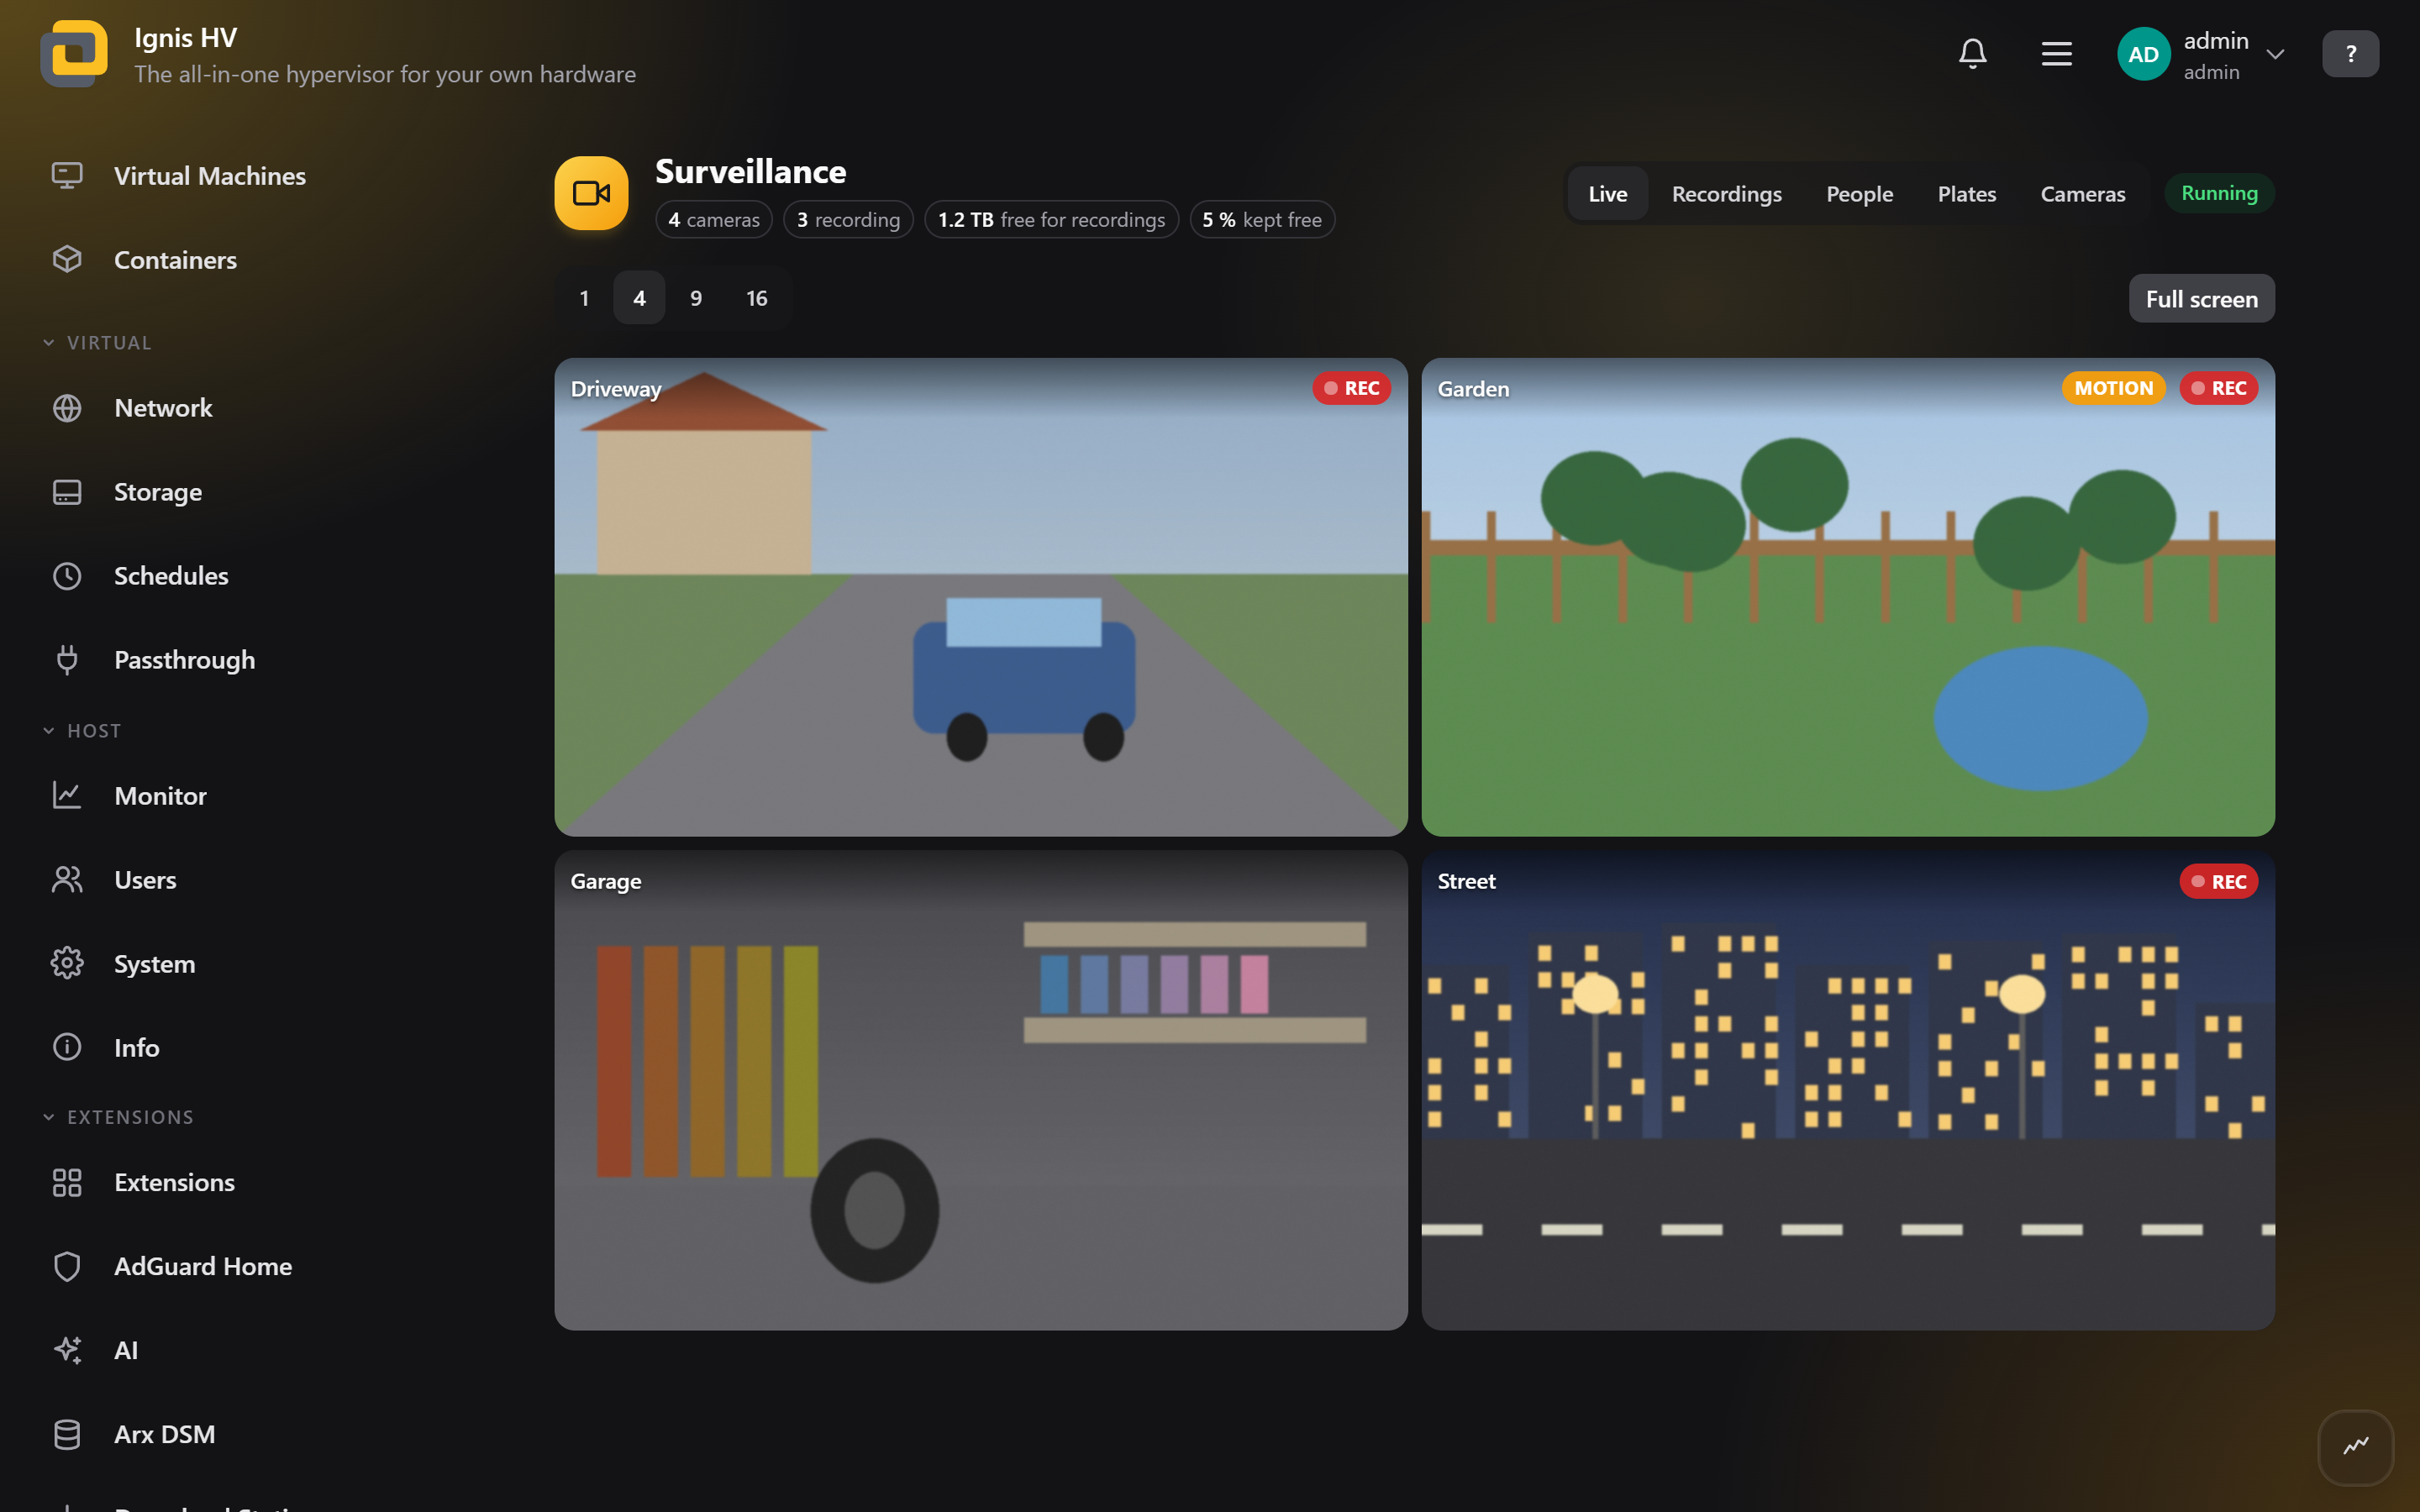 Ignis HV
The all-in-one hypervisor for your own hardware
AD
admin
admin
?
Virtual Machines
Containers
VIRTUAL
Network
Storage
Schedules
Passthrough
HOST
Monitor
Users
System
Info
EXTENSIONS
Extensions
AdGuard Home
AI
Arx DSM
Surveillance
4 cameras
3 recording
1.2 TB free for recordings
5 % kept free
Live
Recordings
People
Plates
Cameras
Running
1
4
9
16
Full screen
Driveway
REC
Garden
MOTION
REC
Garage
Street
REC